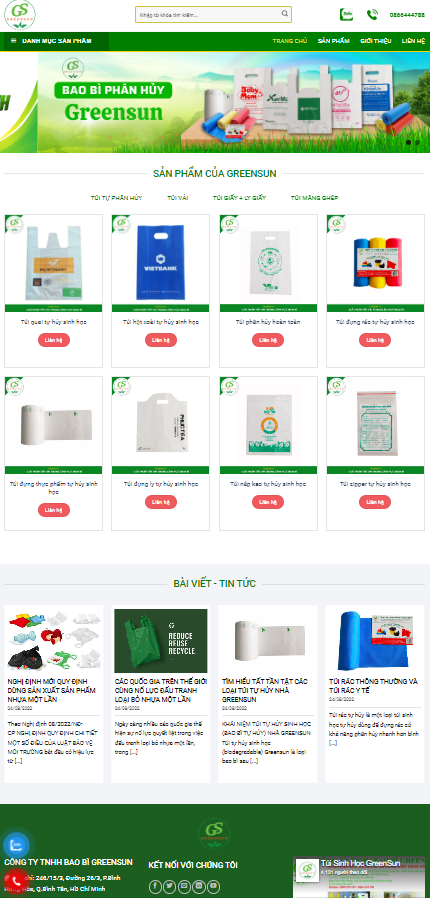 GS
GREENSUN
Nhập từ khóa tìm kiếm...
Zalo
0866444788
DANH MỤC SẢN PHẨM
TRANG CHỦ
SẢN PHẨM
GIỚI THIỆU
LIÊN HỆ
BAO BÌ PHÂN HỦY
Greensun
Baby Mom
SẢN PHẨM CỦA GREENSUN
TÚI TỰ PHÂN HỦY
TÚI VẢI
TÚI GIẤY + LY GIẤY
TÚI MÀNG GHÉP
VIETBANK
Túi quai tự hủy sinh học
Túi hột xoài tự hủy sinh học
Túi phân hủy hoàn toàn
Túi đựng rác tự hủy sinh học
Liên hệ
Liên hệ
Liên hệ
Liên hệ
PHUCTEA
Túi đựng thực phẩm tự hủy sinh
học
Túi đựng ly tự hủy sinh học
Túi nắp keo tự hủy sinh học
Túi zipper tự hủy sinh học
Liên hệ
Liên hệ
Liên hệ
Liên hệ
BÀI VIẾT - TIN TỨC
REDUCE
REUSE
RECYCLE
NGHỊ ĐỊNH MỚI QUY ĐỊNH
DÙNG SẢN XUẤT SẢN PHẨM
NHỰA MỘT LẦN
24/08/2022
Theo Nghị định 08/2022/NĐ-
CP NGHỊ ĐỊNH QUY ĐỊNH CHI TIẾT
MỘT SỐ ĐIỀU CỦA LUẬT BẢO VỆ
MÔI TRƯỜNG bắt đầu có hiệu lực
từ [...]
CÁC QUỐC GIA TRÊN THẾ GIỚI
CÙNG NỖ LỰC ĐẤU TRANH
LOẠI BỎ NHỰA MỘT LẦN
24/08/2022
Ngày càng nhiều các quốc gia thể
hiện sự nỗ lực quyết liệt trong việc
đấu tranh loại bỏ nhựa một lần,
trong [...]
TÌM HIỂU TẤT TẦN TẬT CÁC
LOẠI TÚI TỰ HỦY NHÀ
GREENSUN
24/08/2022
KHÁI NIỆM TÚI TỰ HỦY SINH HỌC
(BAO BÌ TỰ HỦY) NHÀ GREENSUN
Túi tự hủy sinh học
(biodegradable) Greensun là loại
bao bì sau [...]
TÚI RÁC THÔNG THƯỜNG VÀ
TÚI RÁC Y TẾ
24/08/2022
Túi rác tự hủy là một loại túi sinh
học tự hủy dùng để đựng rác có
khả năng phân hủy nhanh hơn bình
[...]
GS
GREENSUN
CÔNG TY TNHH BAO BÌ GREENSUN
Địa chỉ: 246/15/3, Đường 26/3, P.Bình
Hưng Hòa, Q.Bình Tân, Hồ Chí Minh
KẾT NỐI VỚI CHÚNG TÔI
Túi Sinh Học GreenSun
4,131 người theo dõi
Zalo